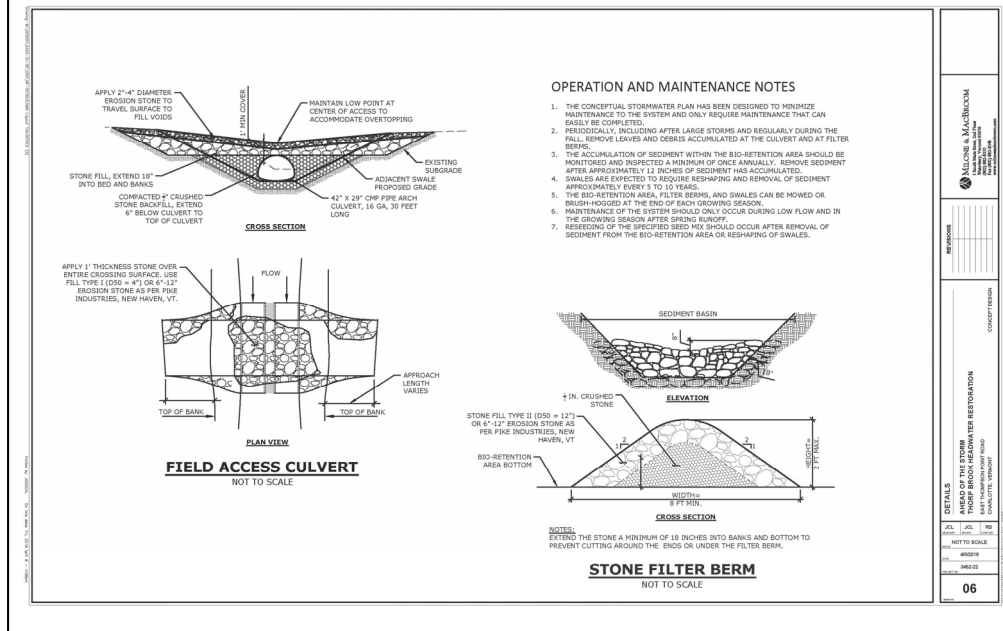 APPLY 2"-4" DIAMETER
EROSION STONE TO
TRAVEL SURFACE TO
FILL VOIDS
1' MIN COVER
MAINTAIN LOW POINT AT
CENTER OF ACCESS TO
ACCOMMODATE OVERTOPPING
STONE FILL, EXTEND 18"
INTO BED AND BANKS
EXISTING
SUBGRADE
ADJACENT SWALE
PROPOSED GRADE
COMPACTED CRUSHED
STONE BACKFILL, EXTEND
6" BELOW CULVERT TO
TOP OF CULVERT
42" X 29" CMP PIPE ARCH
CULVERT, 16 GA, 30 FEET
LONG
CROSS SECTION
APPLY 1' THICKNESS STONE OVER
ENTIRE CROSSING SURFACE. USE
FILL TYPE I (D50 = 4") OR 6"-12"
EROSION STONE AS PER PIKE
INDUSTRIES, NEW HAVEN, VT.
FLOW
APPROACH
LENGTH
VARIES
TOP OF BANK
TOP OF BANK
PLAN VIEW
FIELD ACCESS CULVERT
NOT TO SCALE
OPERATION AND MAINTENANCE NOTES
1. THE CONCEPTUAL STORMWATER PLAN HAS BEEN DESIGNED TO MINIMIZE
MAINTENANCE TO THE SYSTEM AND ONLY REQUIRE MAINTENANCE THAT CAN
EASILY BE COMPLETED.
2. PERIODICALLY, INCLUDING AFTER LARGE STORMS AND REGULARLY DURING THE
FALL, REMOVE LEAVES AND DEBRIS ACCUMULATED AT THE CULVERT AND AT FILTER
BERMS.
3. THE ACCUMULATION OF SEDIMENT WITHIN THE BIO-RETENTION AREA SHOULD BE
MONITORED AND INSPECTED A MINIMUM OF ONCE ANNUALLY. REMOVE SEDIMENT
AFTER APPROXIMATELY 12 INCHES OF SEDIMENT HAS ACCUMULATED.
4. SWALES ARE EXPECTED TO REQUIRE RESHAPING AND REMOVAL OF SEDIMENT
APPROXIMATELY EVERY 5 TO 10 YEARS.
5. THE BIO-RETENTION AREA, FILTER BERMS, AND SWALES CAN BE MOWED OR
BRUSH-HOGGED AT THE END OF EACH GROWING SEASON.
6. MAINTENANCE OF THE SYSTEM SHOULD ONLY OCCUR DURING LOW FLOW AND IN
THE GROWING SEASON AFTER SPRING RUNOFF.
7. RESEEDING OF THE SPECIFIED SEED MIX SHOULD OCCUR AFTER REMOVAL OF
SEDIMENT FROM THE BIO-RETENTION AREA OR RESHAPING OF SWALES.
SEDIMENT BASIN
8"
18"
ELEVATION
IN. CRUSHED
STONE
STONE FILL TYPE II (D50 = 12")
OR 6"-12" EROSION STONE AS
PER PIKE INDUSTRIES, NEW
HAVEN, VT
BIO-RETENTION
AREA BOTTOM
2
1
2
1
HEIGHT=
2 FT MAX.
WIDTH=
8 FT MIN.
CROSS SECTION
NOTES:
EXTEND THE STONE A MINIMUM OF 18 INCHES INTO BANKS AND BOTTOM TO
PREVENT CUTTING AROUND THE ENDS OR UNDER THE FILTER BERM.
STONE FILTER BERM
NOT TO SCALE
MILONE & MACBROOM
REVISIONS
DETAILS
AHEAD OF THE STORM
THORP BROOK HEADWATER RESTORATION
EAST THOMPSON POINT ROAD
CHARLOTTE, VERMONT
CONCEPT DESIGN
JCL
JCL
RS
NOT TO SCALE
3452-22
06